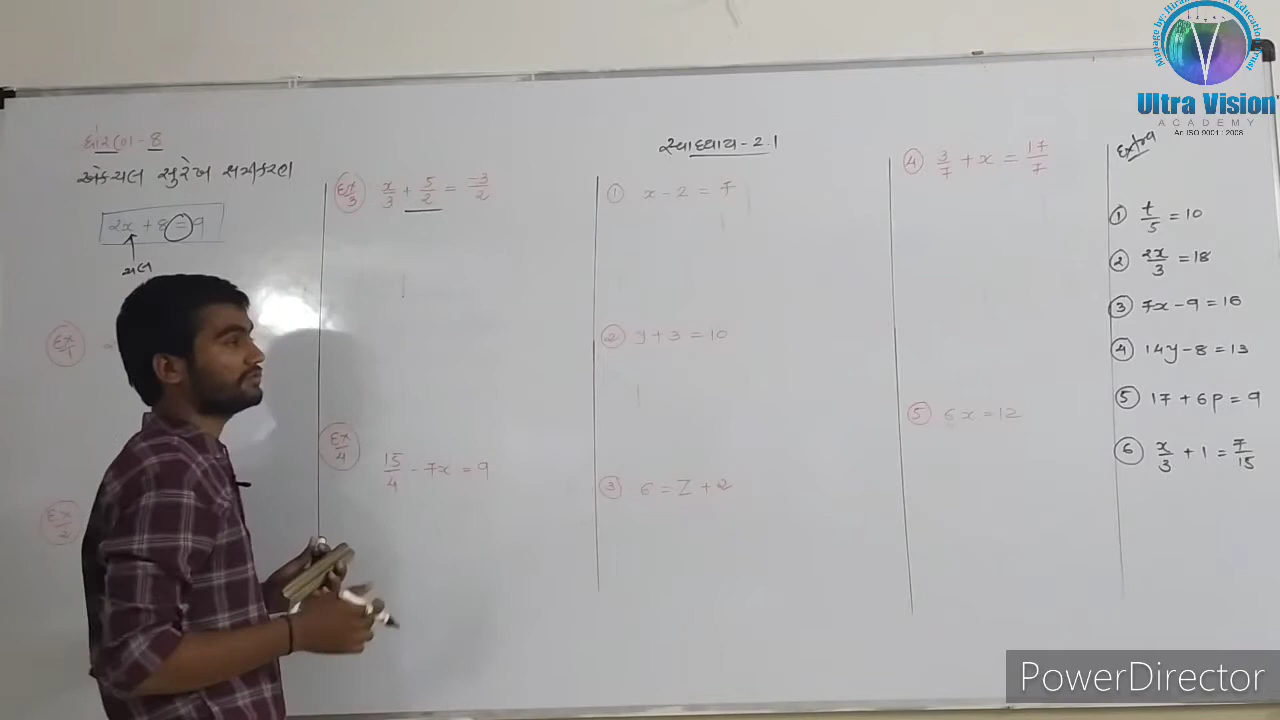 ધોરણ - 8
એકચલ સુરેખ સમીકરણ
2x + 8 = 9
ચલ
Ex/1
Ex/2
Ex/3 x/3 + 5/2 = -3/2
Ex/4
15/4 - 7x = 9
સ્વાધ્યાય - 2.1
① x - 2 = 7
② y + 3 = 10
③ 6 = Z + 2
④ 3/7 + x = 17/7
⑤ 6x = 12
Extra
① t/5 = 10
② 2x/3 = 18
③ 7x - 9 = 16
④ 14y - 8 = 13
⑤ 17 + 6p = 9
⑥ x/3 + 1 = 7/15
Ultra Vision
ACADEMY
An ISO 9001 : 2008
PowerDirector